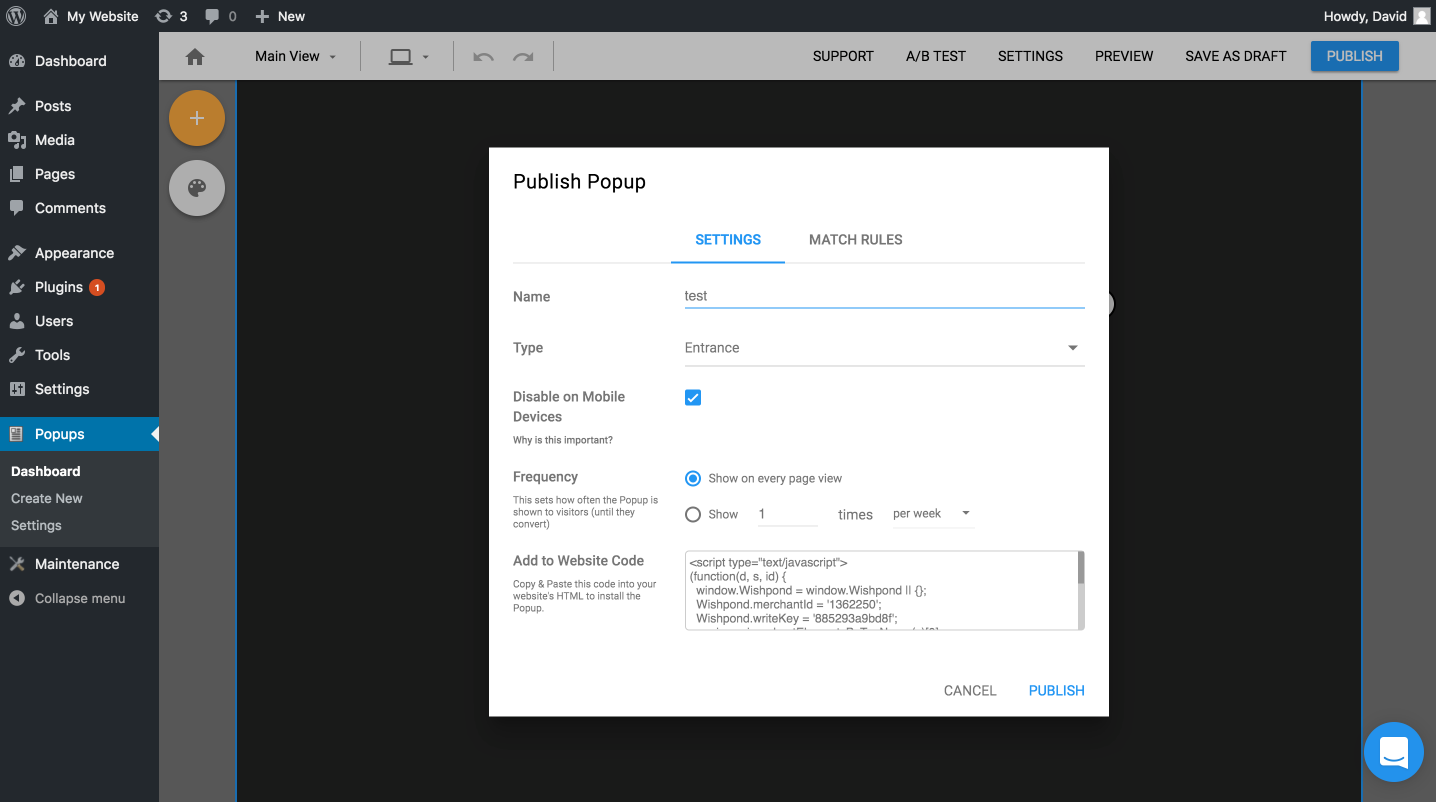 My Website 3 0 New Howdy, David
Dashboard
Posts
Media
Pages
Comments
Appearance
Plugins 1
Users
Tools
Settings
Popups
Dashboard
Create New
Settings
Maintenance
Collapse menu
Main View SUPPORT A/B TEST SETTINGS PREVIEW SAVE AS DRAFT PUBLISH
Publish Popup
SETTINGS MATCH RULES
Name test
Type Entrance
Disable on Mobile
Devices
Why is this important?
Frequency
This sets how often the Popup is
shown to visitors (until they
convert)
Show on every page view
Show 1 times per week
Add to Website Code
Copy & Paste this code into your
website's HTML to install the
Popup.
<script type="text/javascript">
(function(d, s, id) {
window.Wishpond = window.Wishpond || {};
Wishpond.merchantId = '1362250';
Wishpond.writeKey = '885293a9bd8f';
CANCEL PUBLISH